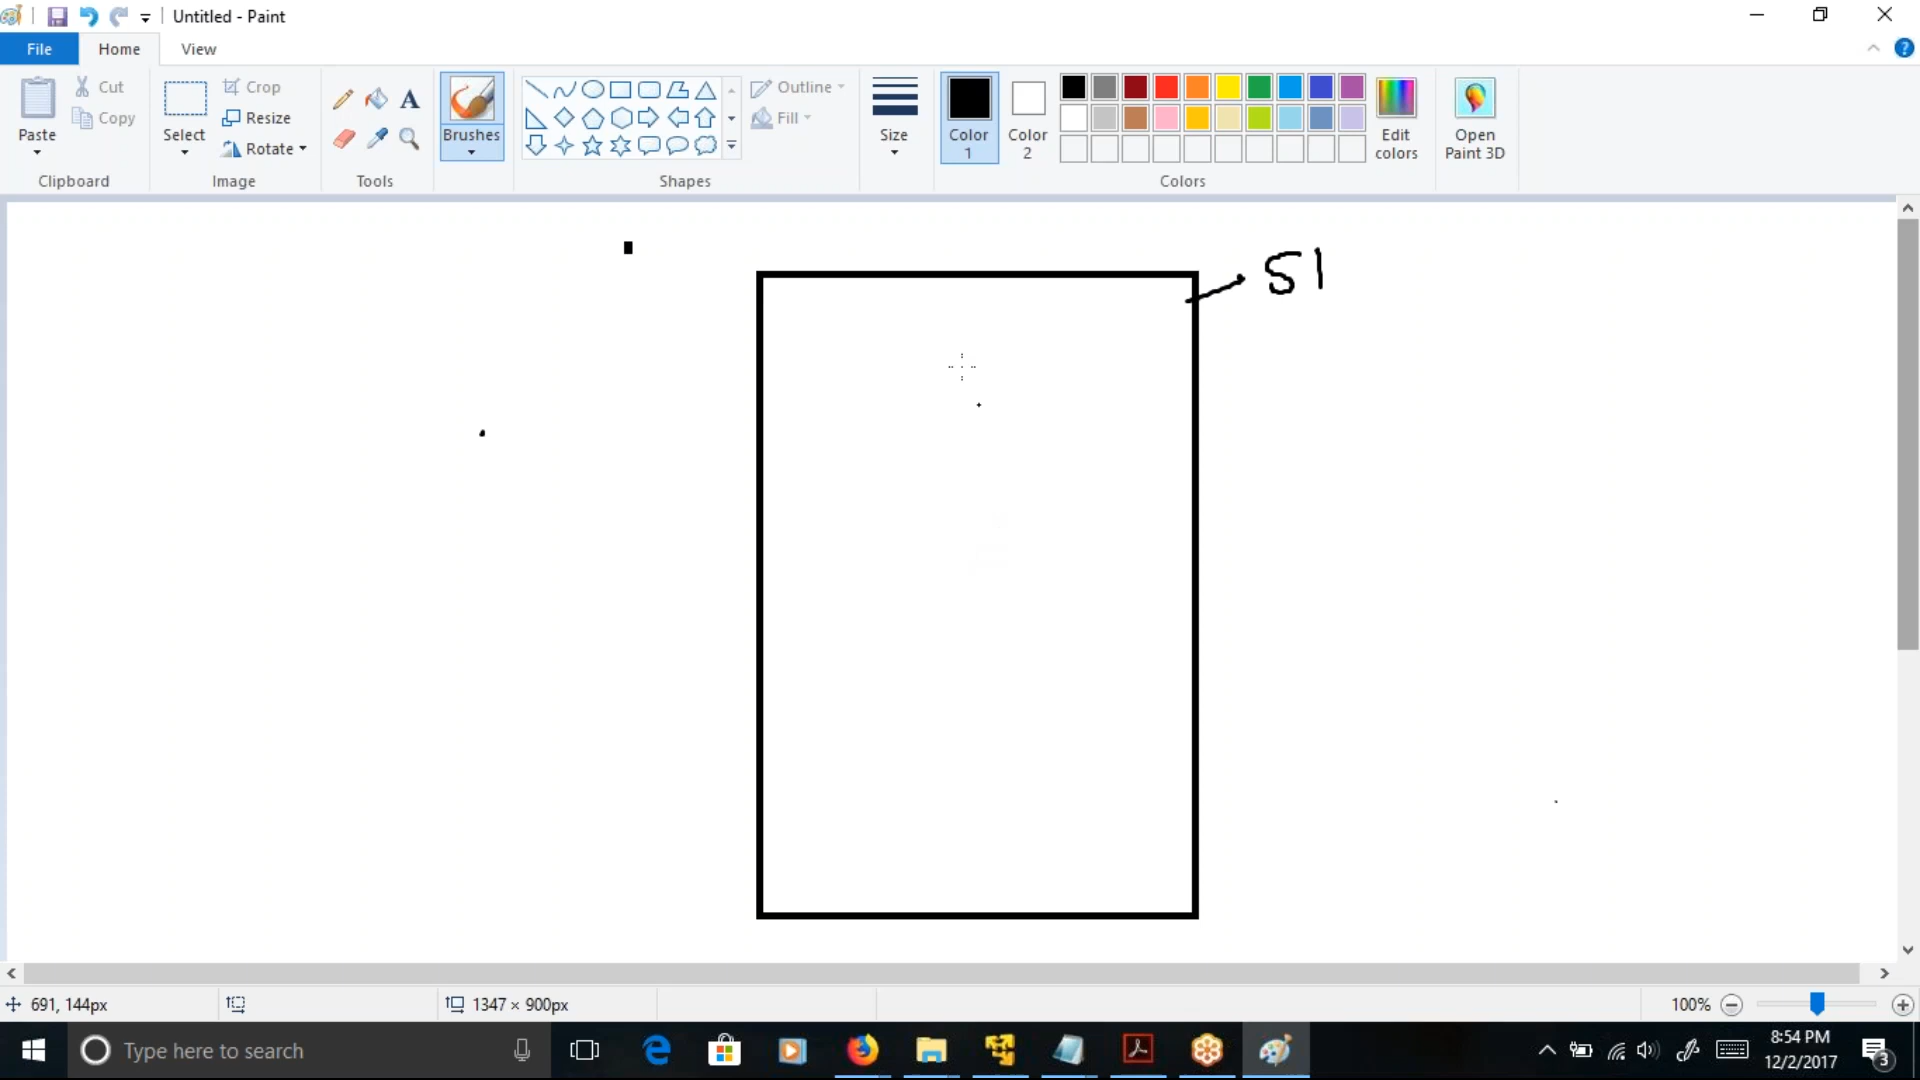 Untitled - Paint
File
Home
View
Paste
Cut
Copy
Clipboard
Select
Crop
Resize
Rotate
Image
A
Tools
Brushes
Outline
Fill
Shapes
Size
Color 1
Color 2
Colors
Edit colors
Open Paint 3D
?
S1
691, 144px
1347 × 900px
100%
Type here to search
8:54 PM
12/2/2017
3